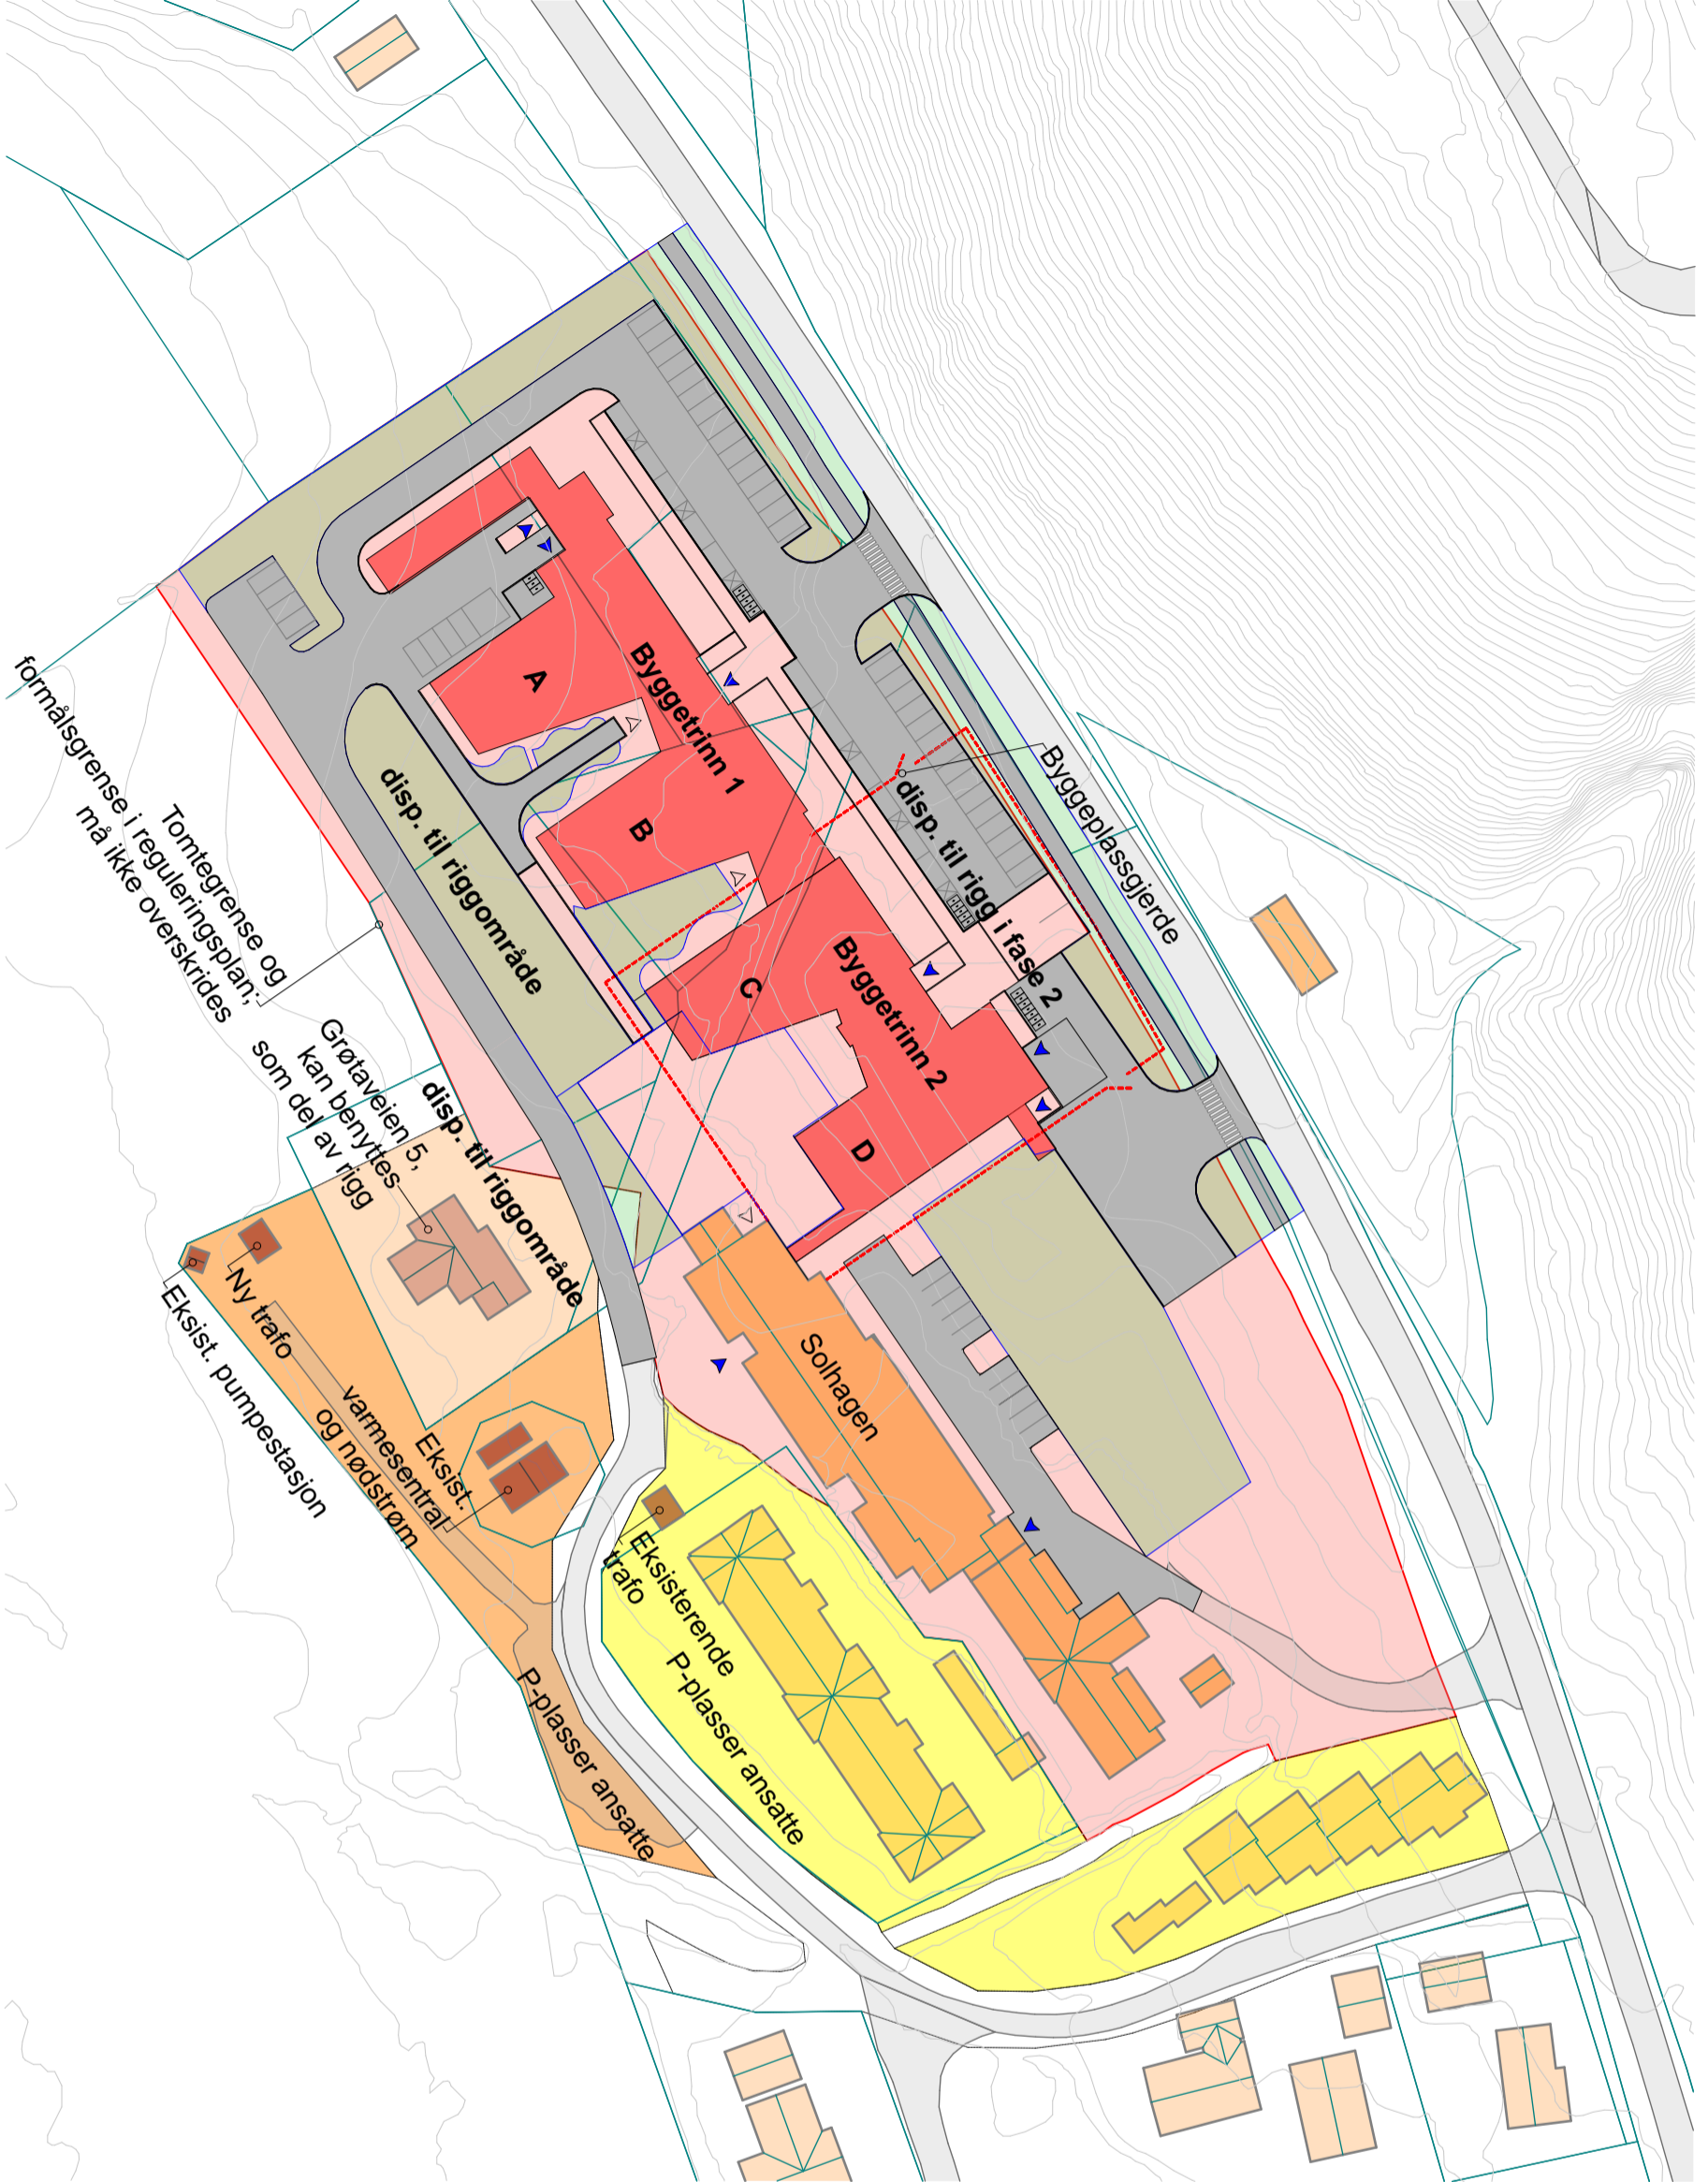 Byggeplassgjerde
disp. til rigg i fase 2
Byggetrinn 1
A
B
Byggetrinn 2
C
D
disp. til riggområde
Tomtegrense og
formålsgrense i reguleringsplan;
må ikke overskrides
Grøtaveien 5,
kan benyttes
som del av rigg
disp. til riggområde
Solhagen
Ny trafo
Eksist. pumpestasjon
Eksist.
varmesentral
og nødstrøm
Eksisterende
trafo
P-plasser ansatte
P-plasser ansatte